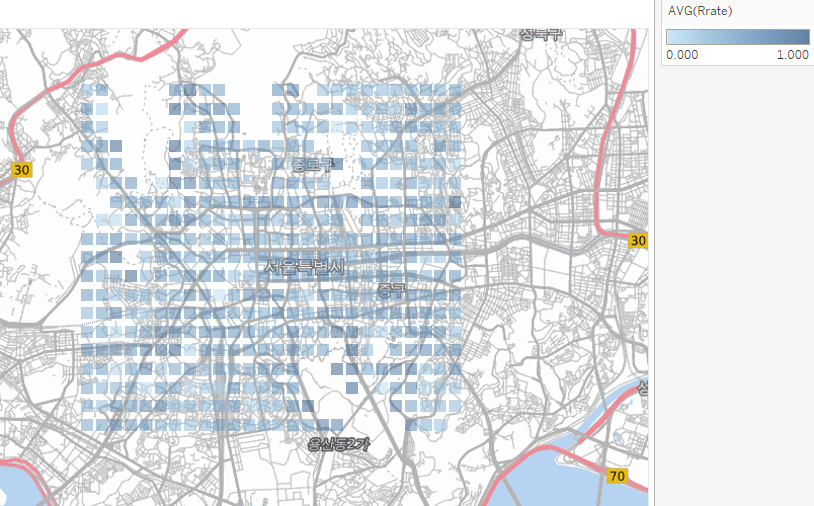 성북구
AVG(Rrate)
0.000 1.000
30
종로구
30
서울특별시
중구
용산동2가
70